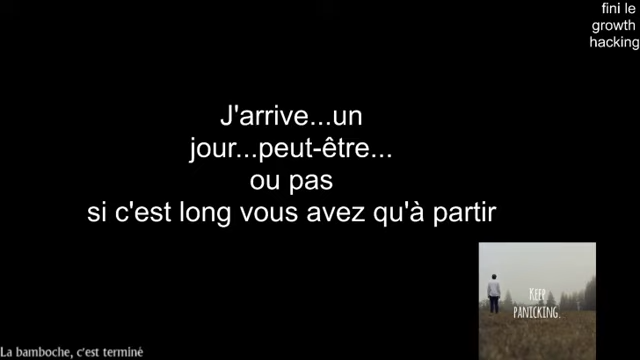 fini le
growth
hacking
J'arrive...un
jour...peut-être...
ou pas
si c'est long vous avez qu'à partir
KEEP
PANICKING.
La bamboche, c'est terminé